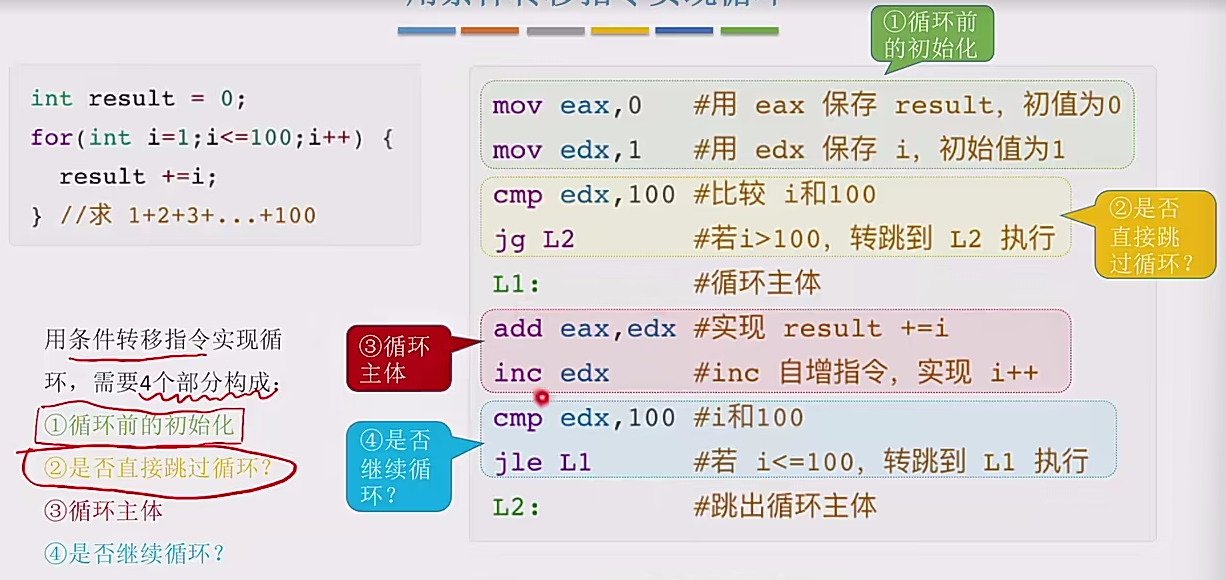 用条件转移指令实现循环
①循环前
的初始化
int result = 0;
for(int i=1;i<=100;i++) {
result +=i;
} //求 1+2+3+...+100
mov eax,0 #用 eax 保存 result，初值为0
mov edx,1 #用 edx 保存 i，初始值为1
cmp edx,100 #比较 i和100
jg L2 #若i>100，转跳到 L2 执行
②是否
直接跳
过循环？
L1: #循环主体
add eax,edx #实现 result +=i
inc edx #inc 自增指令，实现 i++
③循环
主体
cmp edx,100 #i和100
jle L1 #若 i<=100，转跳到 L1 执行
④是否
继续循
环？
L2: #跳出循环主体
用条件转移指令实现循
环，需要4个部分构成：
①循环前的初始化
②是否直接跳过循环？
③循环主体
④是否继续循环？